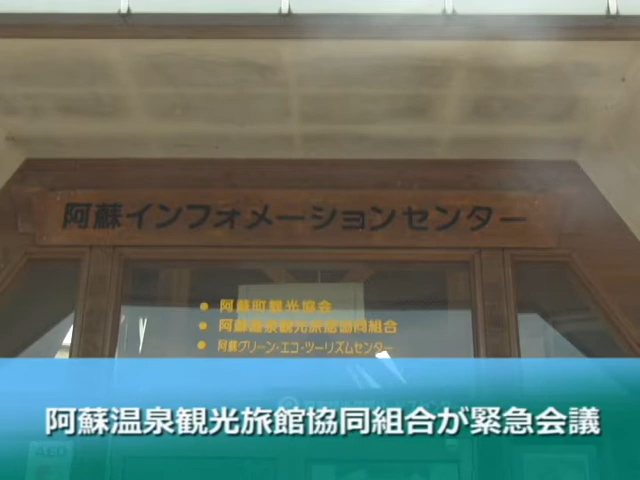 阿蘇インフォメーションセンター
● 阿蘇町観光協会
● 阿蘇温泉観光旅館協同組合
● 阿蘇グリーン・エコ・ツーリズムセンター
阿蘇温泉観光旅館協同組合が緊急会議
AED